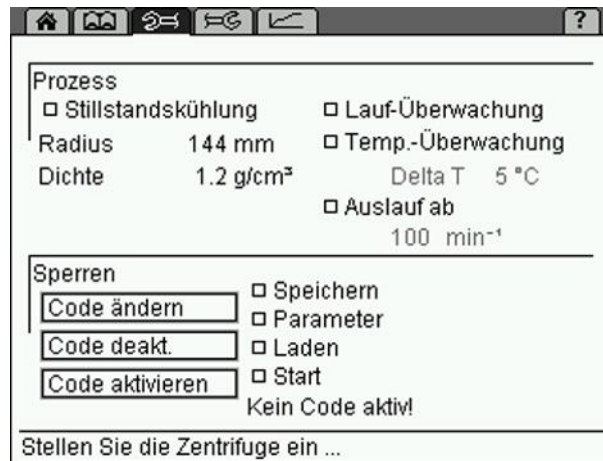 ?
Prozess
Stillstandskühlung
Radius 144 mm
Dichte 1.2 g/cm³
Lauf-Überwachung
Temp.-Überwachung
Delta T 5 °C
Auslauf ab
100 min⁻¹
Sperren
Code ändern
Code deakt.
Code aktivieren
Speichern
Parameter
Laden
Start
Kein Code aktiv!
Stellen Sie die Zentrifuge ein ...